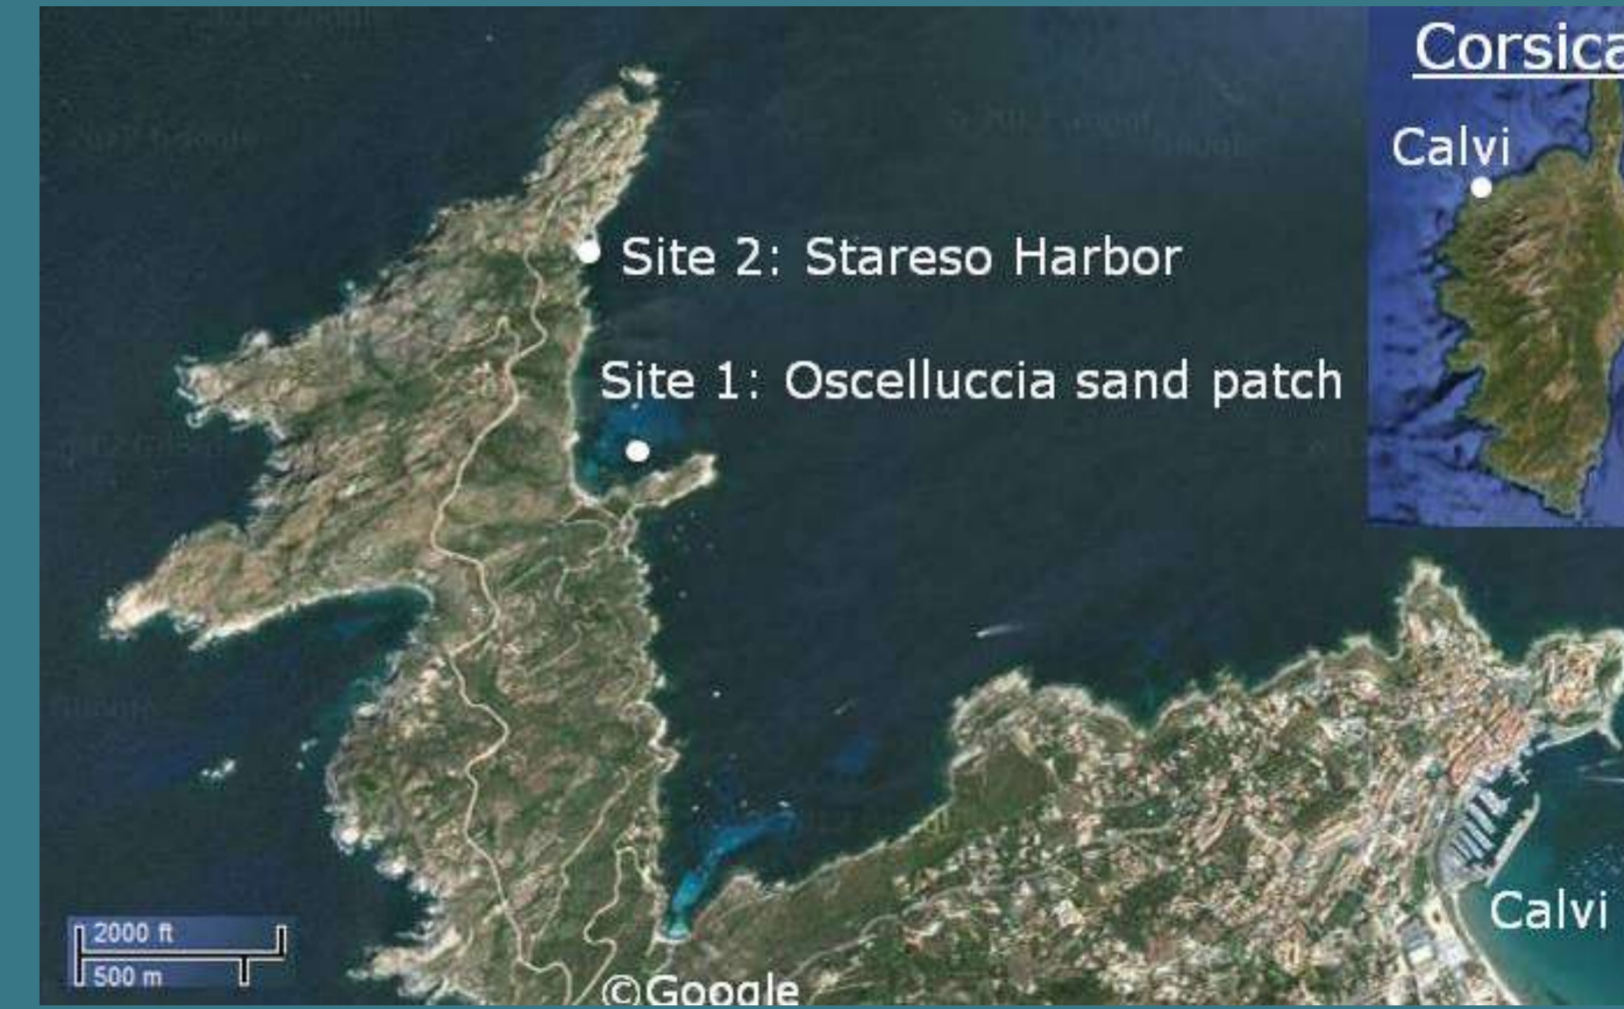 Corsica
Calvi
Site 2: Stareso Harbor
Site 1: Oscelluccia sand patch
Calvi
2000 ft
500 m
©Google